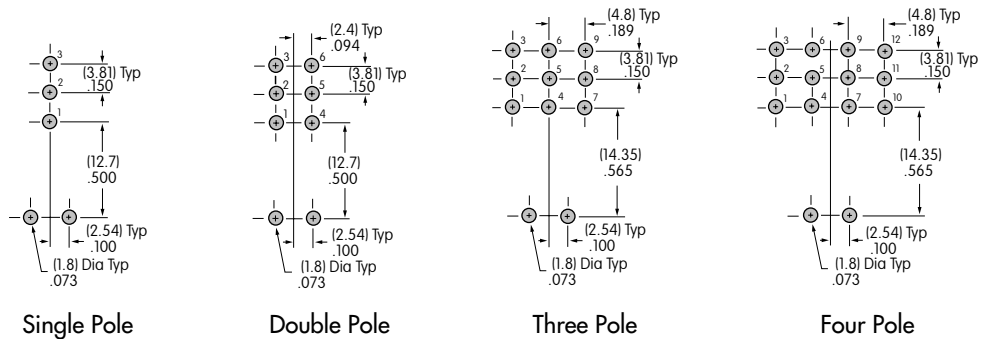 3
(3.81) Typ
.150
2
1
(12.7)
.500
(2.54) Typ
.100
(1.8) Dia Typ
.073
Single Pole
(2.4) Typ
.094
3
6
(3.81) Typ
.150
2
5
1
4
(12.7)
.500
(2.54) Typ
.100
(1.8) Dia Typ
.073
Double Pole
(4.8) Typ
.189
3
6
9
(3.81) Typ
.150
2
5
8
1
4
7
(14.35)
.565
(2.54) Typ
.100
(1.8) Dia Typ
.073
Three Pole
(4.8) Typ
.189
3
6
9
12
(3.81) Typ
.150
2
5
8
11
1
4
7
10
(14.35)
.565
(2.54) Typ
.100
(1.8) Dia Typ
.073
Four Pole